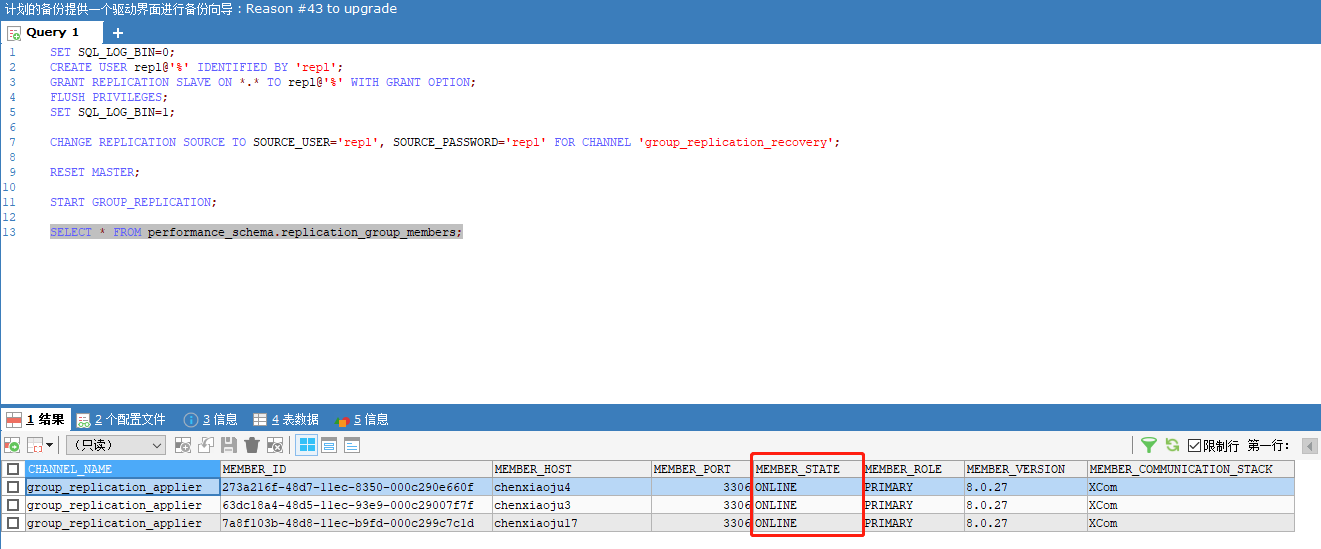 计划的备份提供一个驱动界面进行备份向导：Reason #43 to upgrade
Query 1
1 SET SQL_LOG_BIN=0;
2 CREATE USER repl@'%' IDENTIFIED BY 'repl';
3 GRANT REPLICATION SLAVE ON *.* TO repl@'%' WITH GRANT OPTION;
4 FLUSH PRIVILEGES;
5 SET SQL_LOG_BIN=1;
6
7 CHANGE REPLICATION SOURCE TO SOURCE_USER='repl', SOURCE_PASSWORD='repl' FOR CHANNEL 'group_replication_recovery';
8
9 RESET MASTER;
10
11 START GROUP_REPLICATION;
12
13 SELECT * FROM performance_schema.replication_group_members;
1 结果 2 个配置文件 3 信息 4 表数据 5 信息
（只读） 限制行 第一行:
CHANNEL_NAME MEMBER_ID MEMBER_HOST MEMBER_PORT MEMBER_STATE MEMBER_ROLE MEMBER_VERSION MEMBER_COMMUNICATION_STACK
group_replication_applier 273a216f-48d7-11ec-8350-000c290e660f chenxiaoju4 3306 ONLINE PRIMARY 8.0.27 XCom
group_replication_applier 63dc18a4-48d5-11ec-93e9-000c29007f7f chenxiaoju3 3306 ONLINE PRIMARY 8.0.27 XCom
group_replication_applier 7a8f103b-48d8-11ec-b9fd-000c299c7c1d chenxiaoju17 3306 ONLINE PRIMARY 8.0.27 XCom